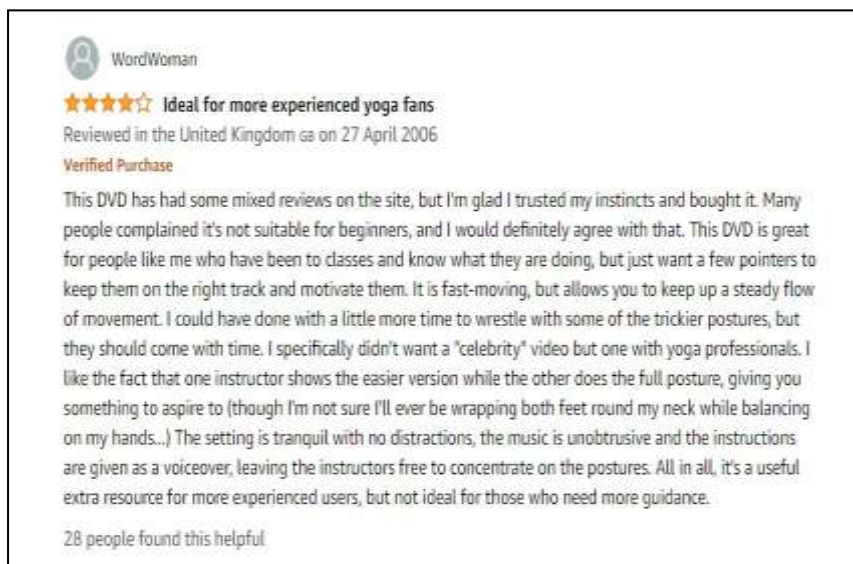 WordWoman
Ideal for more experienced yoga fans
Reviewed in the United Kingdom GB on 27 April 2006
Verified Purchase
This DVD has had some mixed reviews on the site, but I'm glad I trusted my instincts and bought it. Many
people complained it's not suitable for beginners, and I would definitely agree with that. This DVD is great
for people like me who have been to classes and know what they are doing, but just want a few pointers to
keep them on the right track and motivate them. It is fast-moving, but allows you to keep up a steady flow
of movement. I could have done with a little more time to wrestle with some of the trickier postures, but
they should come with time. I specifically didn't want a "celebrity" video but one with yoga professionals. I
like the fact that one instructor shows the easier version while the other does the full posture, giving you
something to aspire to (though I'm not sure I'll ever be wrapping both feet round my neck while balancing
on my hands...) The setting is tranquil with no distractions, the music is unobtrusive and the instructions
are given as a voiceover, leaving the instructors free to concentrate on the postures. All in all, it's a useful
extra resource for more experienced users, but not ideal for those who need more guidance.
28 people found this helpful